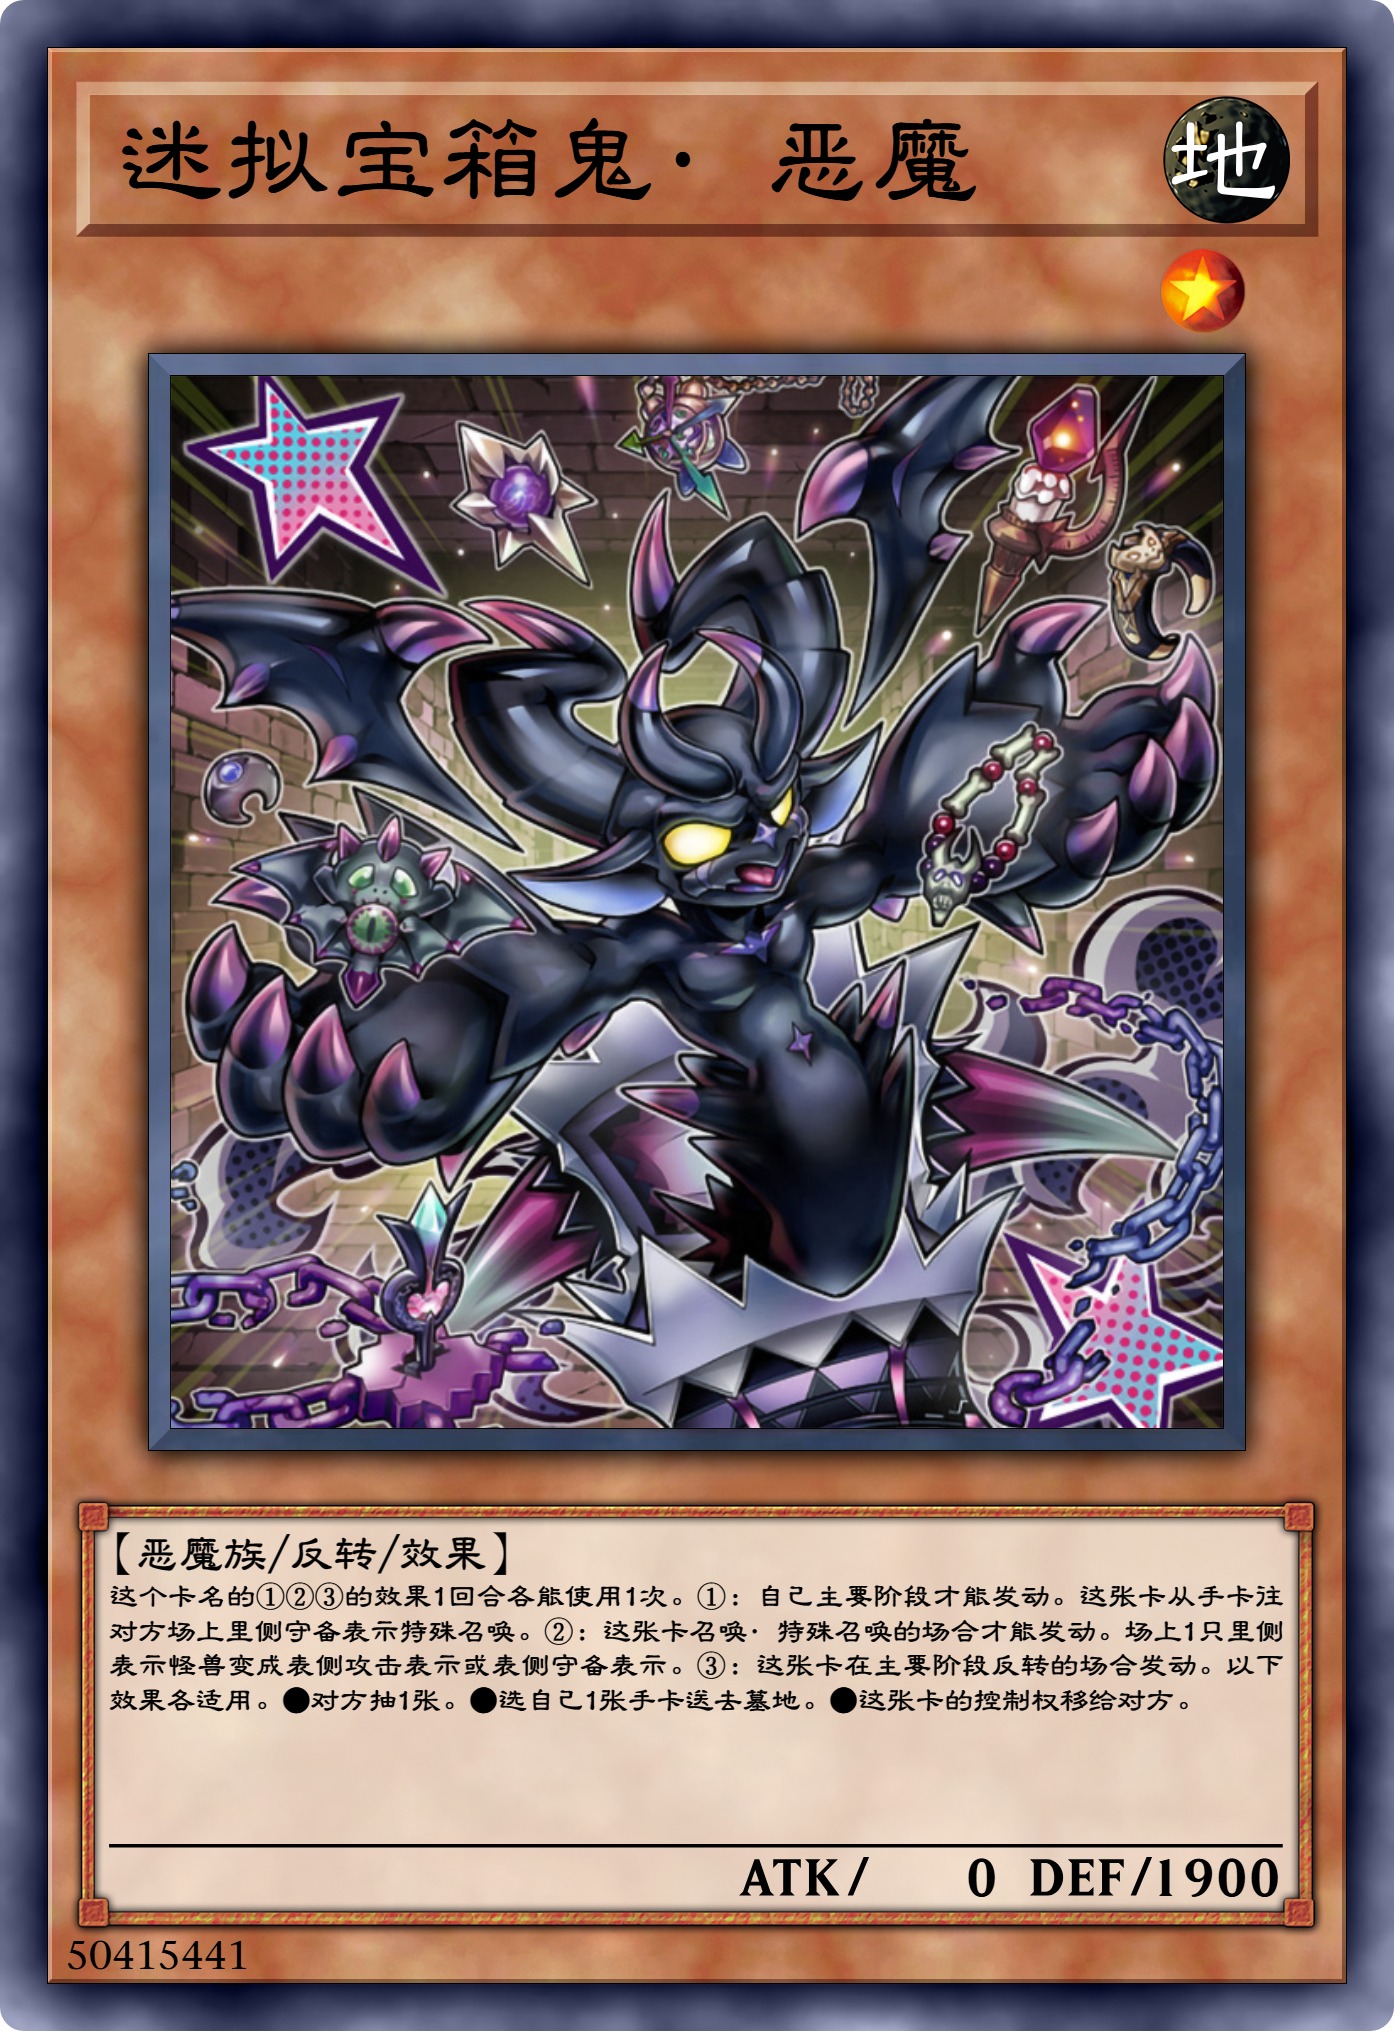 迷拟宝箱鬼· 恶魔
地
【恶魔族/反转/效果】
这个卡名的①②③的效果1回合各能使用1次。①：自己主要阶段才能发动。这张卡从手卡往
对方场上里侧守备表示特殊召唤。②：这张卡召唤·特殊召唤的场合才能发动。场上1只里侧
表示怪兽变成表侧攻击表示或表侧守备表示。③：这张卡在主要阶段反转的场合发动。以下
效果各适用。●对方抽1张。●选自己1张手卡送去墓地。●这张卡的控制权移给对方。
ATK/ 0 DEF/1900
50415441